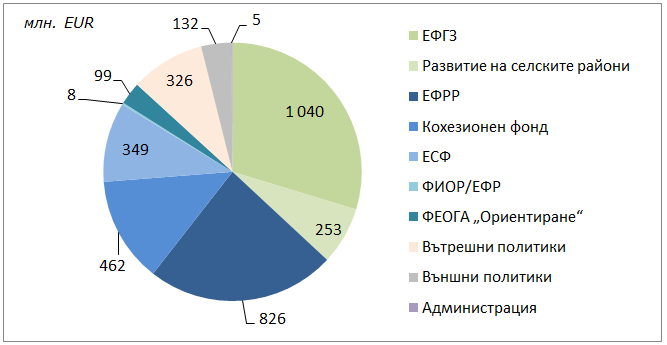 млн. EUR
132
5
99
326
8
1 040
349
253
462
826
ЕФГЗ
Развитие на селските райони
ЕФРР
Кохезионен фонд
ЕСФ
ФИОР/ЕФР
ФЕОГА „Ориентиране“
Вътрешни политики
Външни политики
Администрация